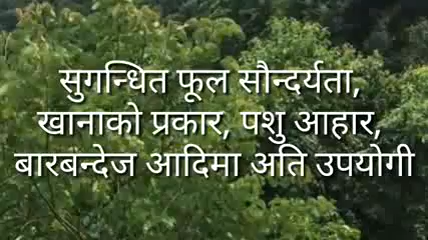 सुगन्धित फूल सौन्दर्यता,
खानाको प्रकार, पशु आहार,
बारबन्देज आदिमा अति उपयोगी